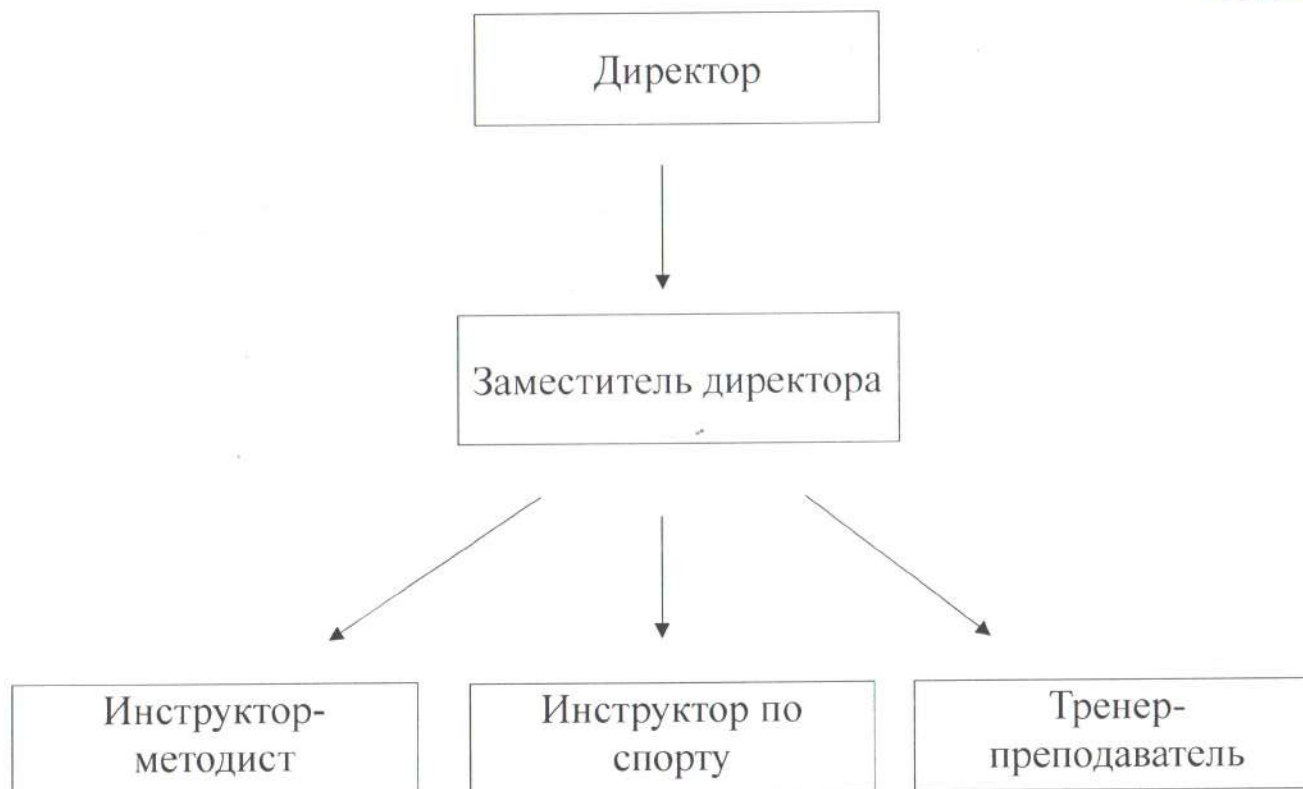 Директор
Заместитель директора
Инструктор-
методист
Инструктор по
спорту
Тренер-
преподаватель